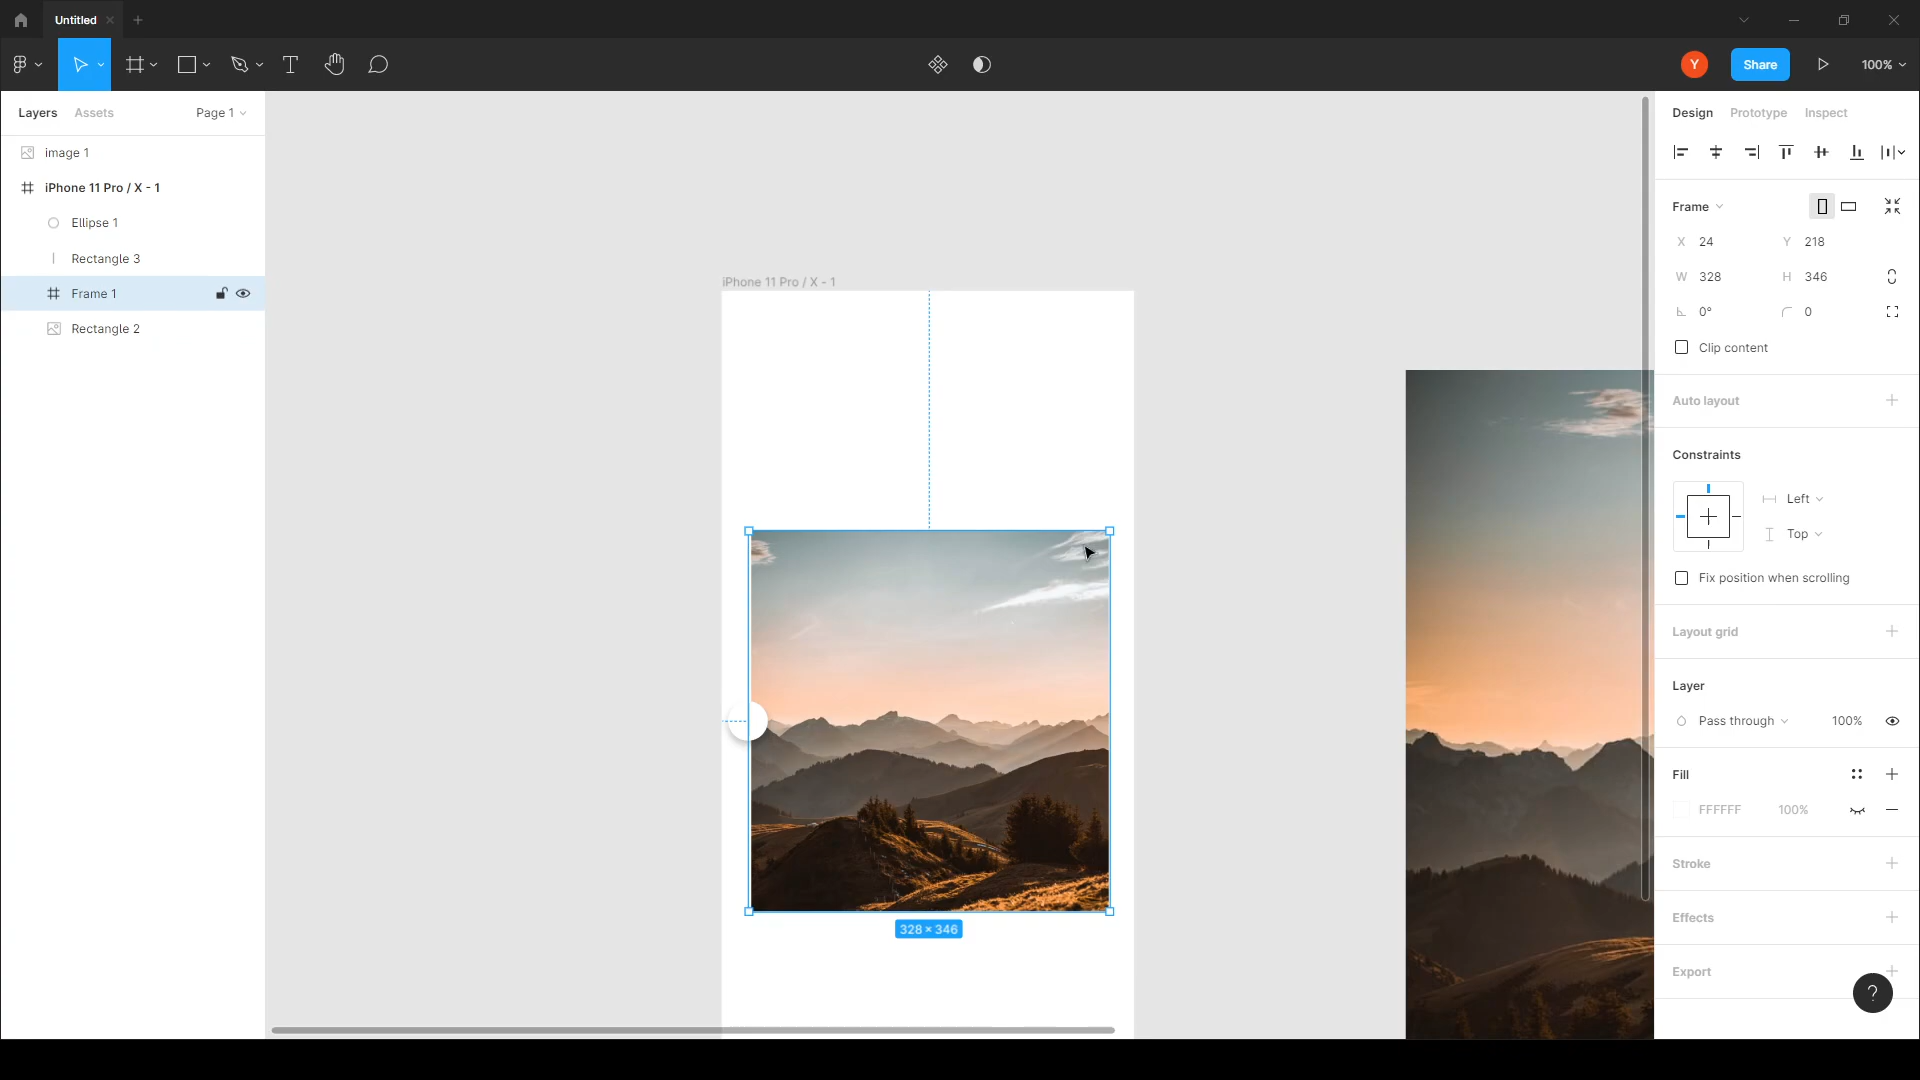 Untitled
Y
Share
100%
Layers
Assets
Page 1
image 1
iPhone 11 Pro / X - 1
Ellipse 1
Rectangle 3
Frame 1
Rectangle 2
iPhone 11 Pro / X - 1
328 × 346
Design
Prototype
Inspect
Frame
X 24 Y 218
W 328 H 346
0° 0
Clip content
Auto layout
Constraints
Left
Top
Fix position when scrolling
Layout grid
Layer
Pass through 100%
Fill
FFFFFF 100%
Stroke
Effects
Export
?